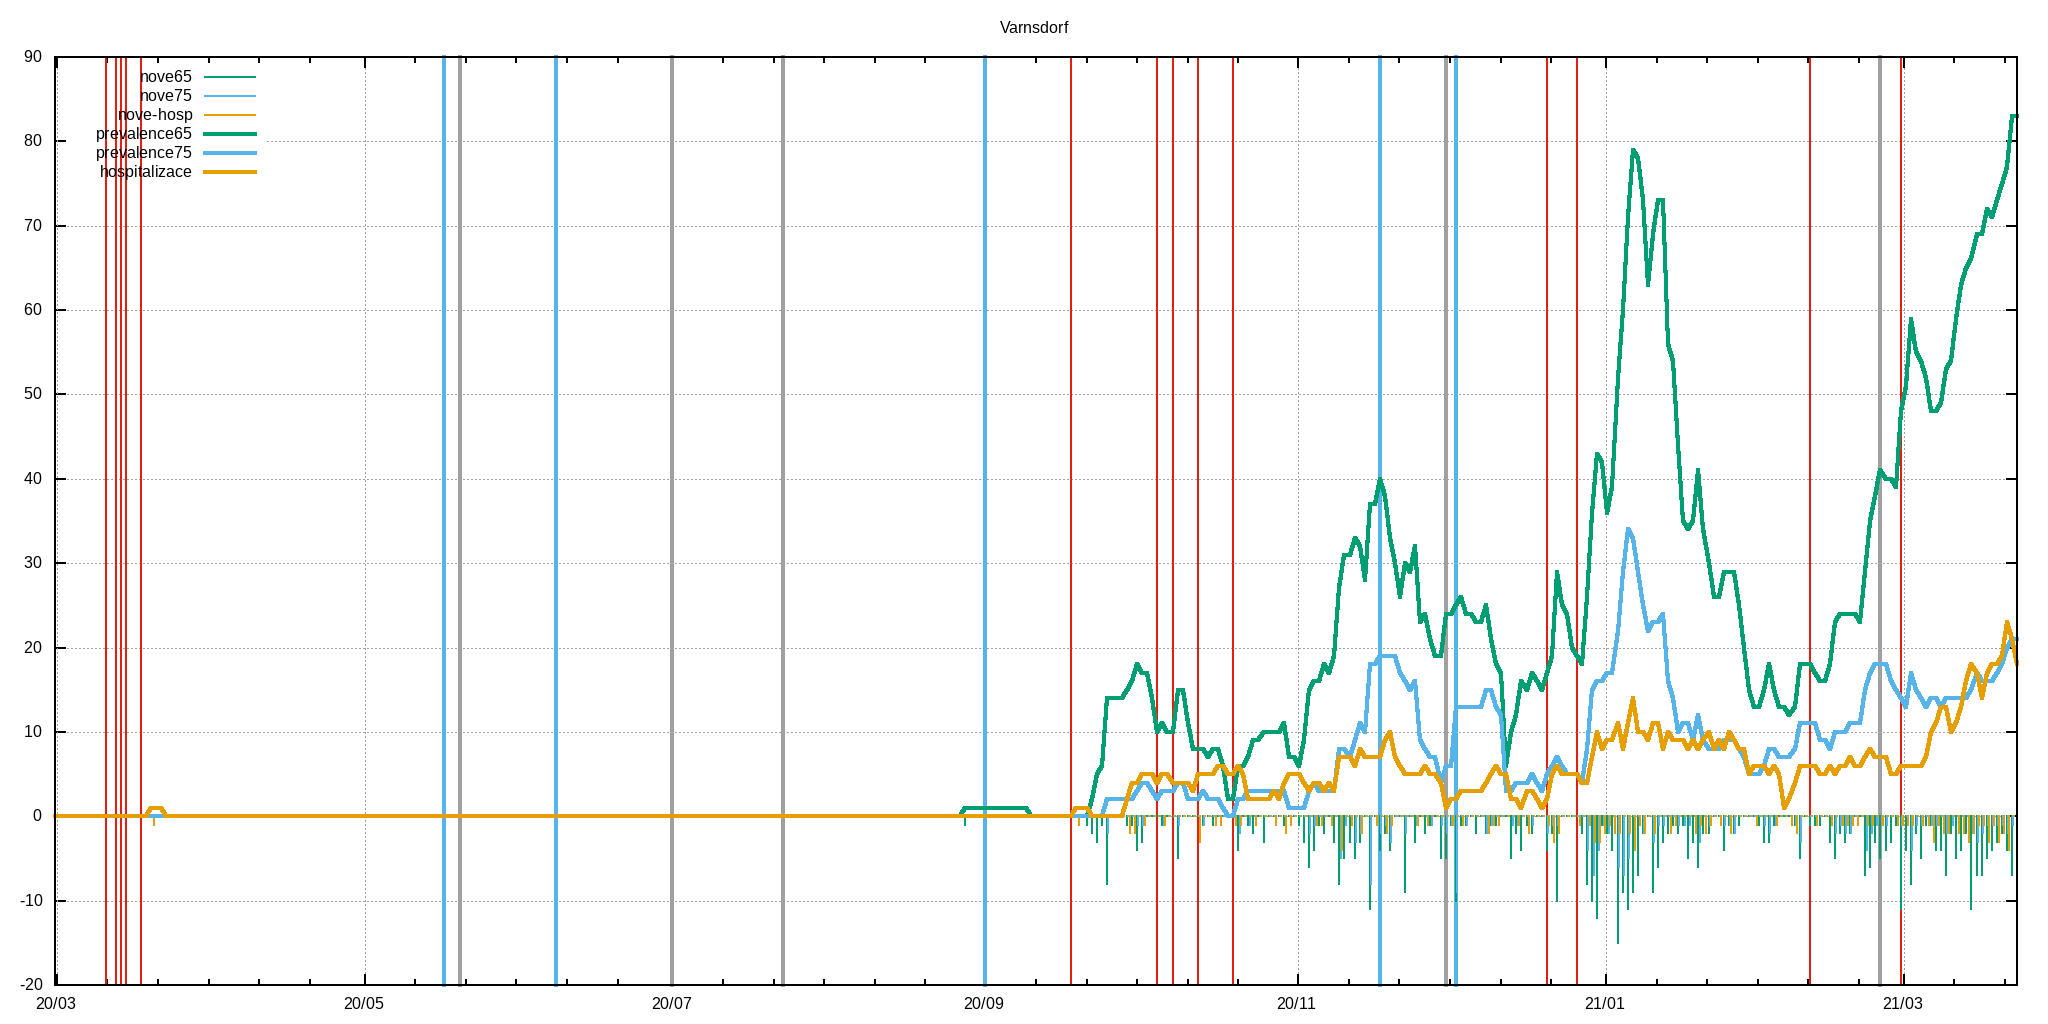 Varnsdorf
90
80
70
60
50
40
30
20
10
0
-10
-20
nove65
nove75
nove-hosp
prevalence65
prevalence75
hospitalizace
20/03 20/05 20/07 20/09 20/11 21/01 21/03